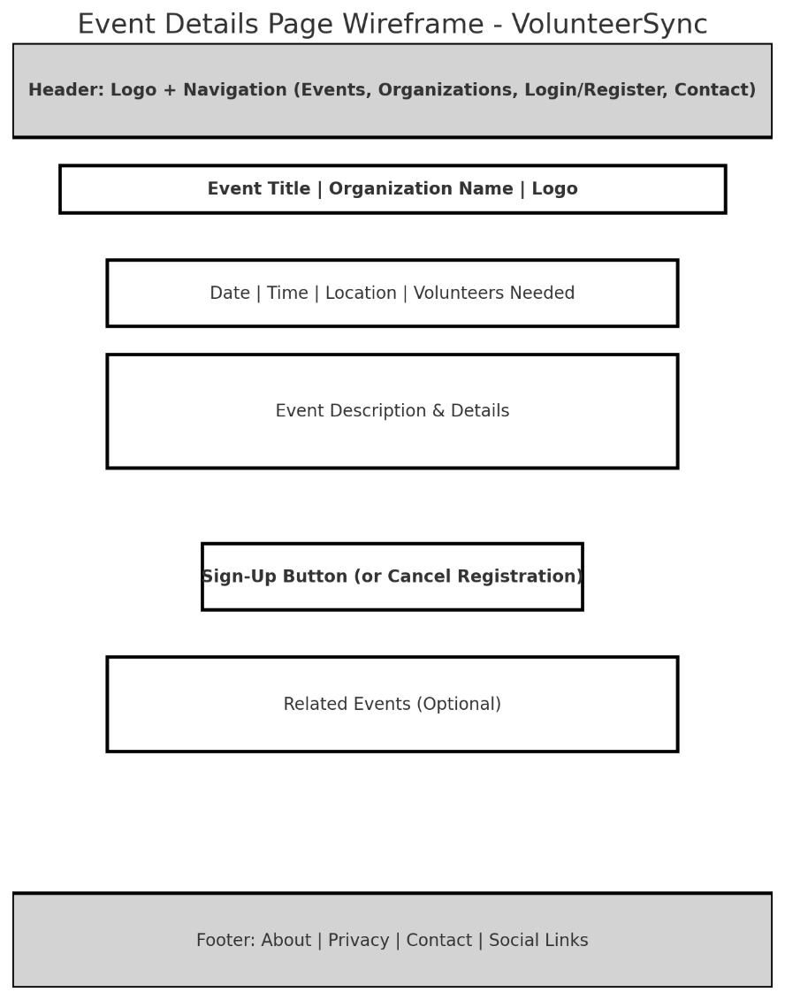 Event Details Page Wireframe - VolunteerSync
Header: Logo + Navigation (Events, Organizations, Login/Register, Contact)
Event Title | Organization Name | Logo
Date | Time | Location | Volunteers Needed
Event Description & Details
Sign-Up Button (or Cancel Registration)
Related Events (Optional)
Footer: About | Privacy | Contact | Social Links